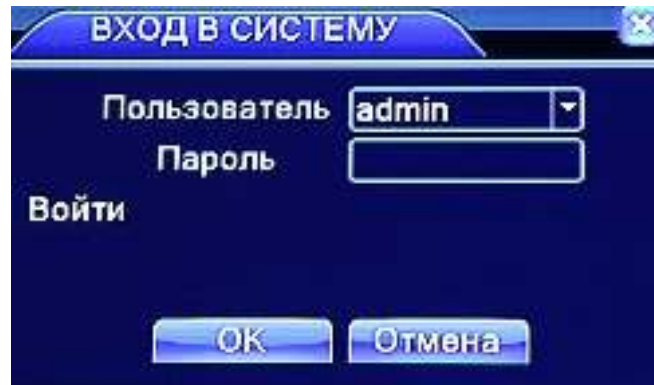 ВХОД В СИСТЕМУ
Пользователь admin
Пароль
Войти
OK Отмена